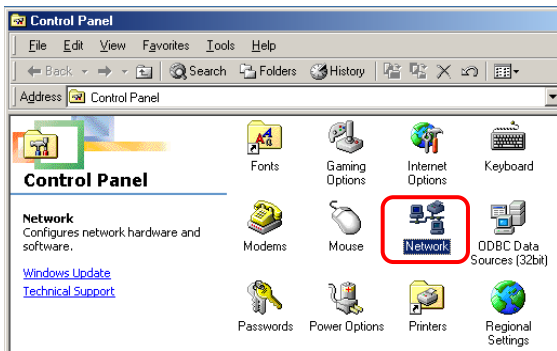 Control Panel
File Edit View Favorites Tools Help
Back Search Folders History
Address Control Panel
Control Panel
Network
Configures network hardware and
software.
Windows Update
Technical Support
Fonts
Gaming
Options
Internet
Options
Keyboard
Modems
Mouse
Network
ODBC Data
Sources (32bit)
Passwords
Power Options
Printers
Regional
Settings